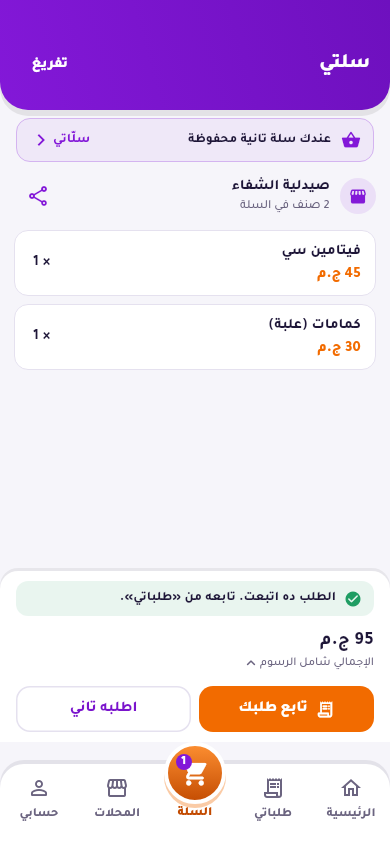 سلتي
تفريغ
عندك سلة تانية محفوظة
سلّاتي
صيدلية الشفاء
2 صنف في السلة
فيتامين سي
45 ج.م
× 1
كمامات (علبة)
30 ج.م
× 1
الطلب ده اتبعت. تابعه من «طلباتي».
95 ج.م
الإجمالي شامل الرسوم
تابع طلبك
اطلبه تاني
الرئيسية
طلباتي
1
السلة
المحلات
حسابي